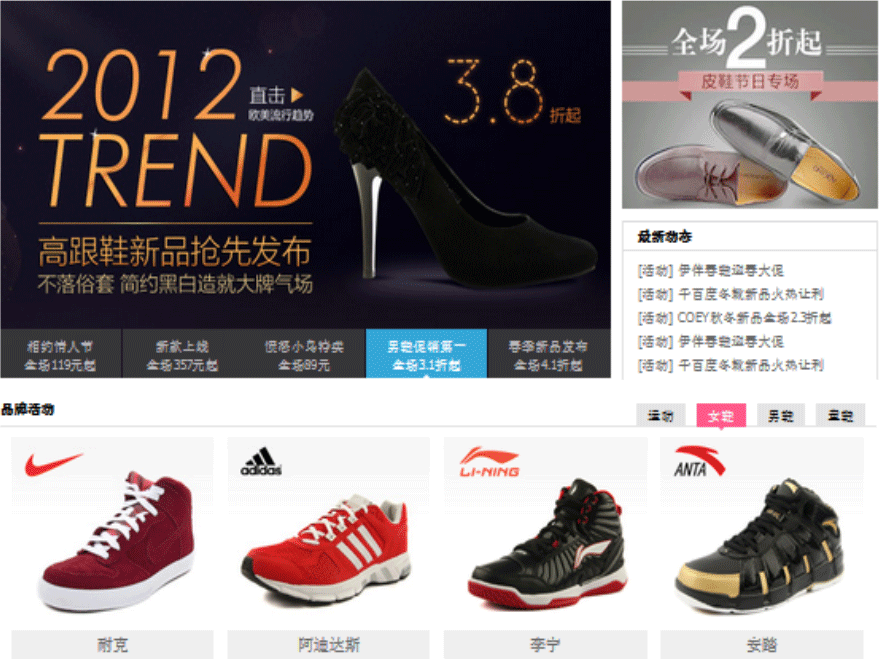 2012
直击
欧美流行趋势
TREND
3.8折起
高跟鞋新品抢先发布
不落俗套 简约黑白造就大牌气场
相约情人节
全场119元起
新款上线
全场357元起
优思小鸟特卖
全场89元
男鞋促销第一
全场3.1折起
春季新品发布
全场4.1折起
全场2折起
皮鞋节日专场
最新动态
[活动] 伊伴春鞋迎春大促
[活动] 千百度冬靴新品火热让利
[活动] COEY秋冬新品全场2.3折起
[活动] 伊伴春鞋迎春大促
[活动] 千百度冬靴新品火热让利
品牌活动
运动
女鞋
男鞋
童鞋
adidas
LI-NING
ANTA
耐克
阿迪达斯
李宁
安踏